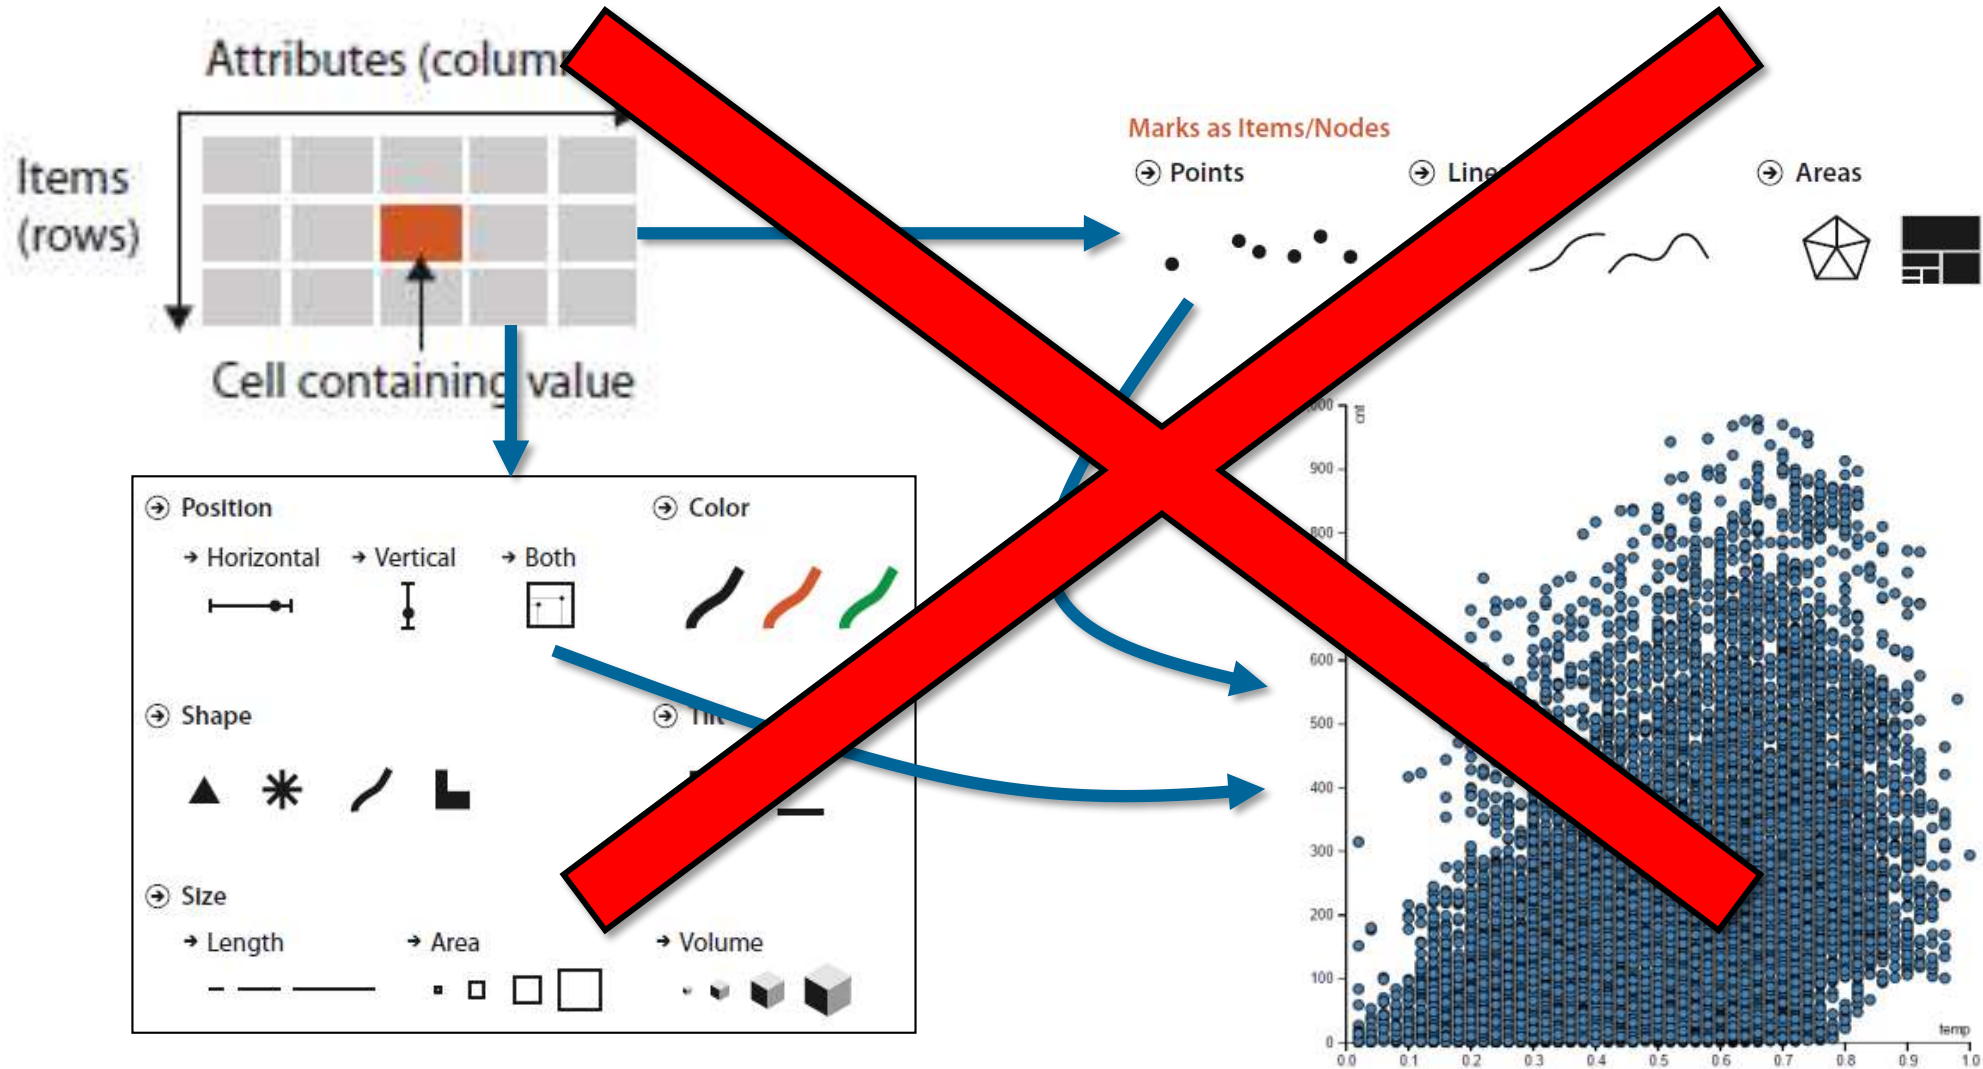 Attributes (colum
Items
(rows)
Cell containing value
Marks as Items/Nodes
Points
Line
Areas
Position
Horizontal
Vertical
Both
Color
Shape
Size
Length
Area
Volume
cnt
900
800
600
500
400
300
200
100
0
temp
0.0 0.1 0.2 0.3 0.4 0.5 0.6 0.7 0.8 0.9 1.0